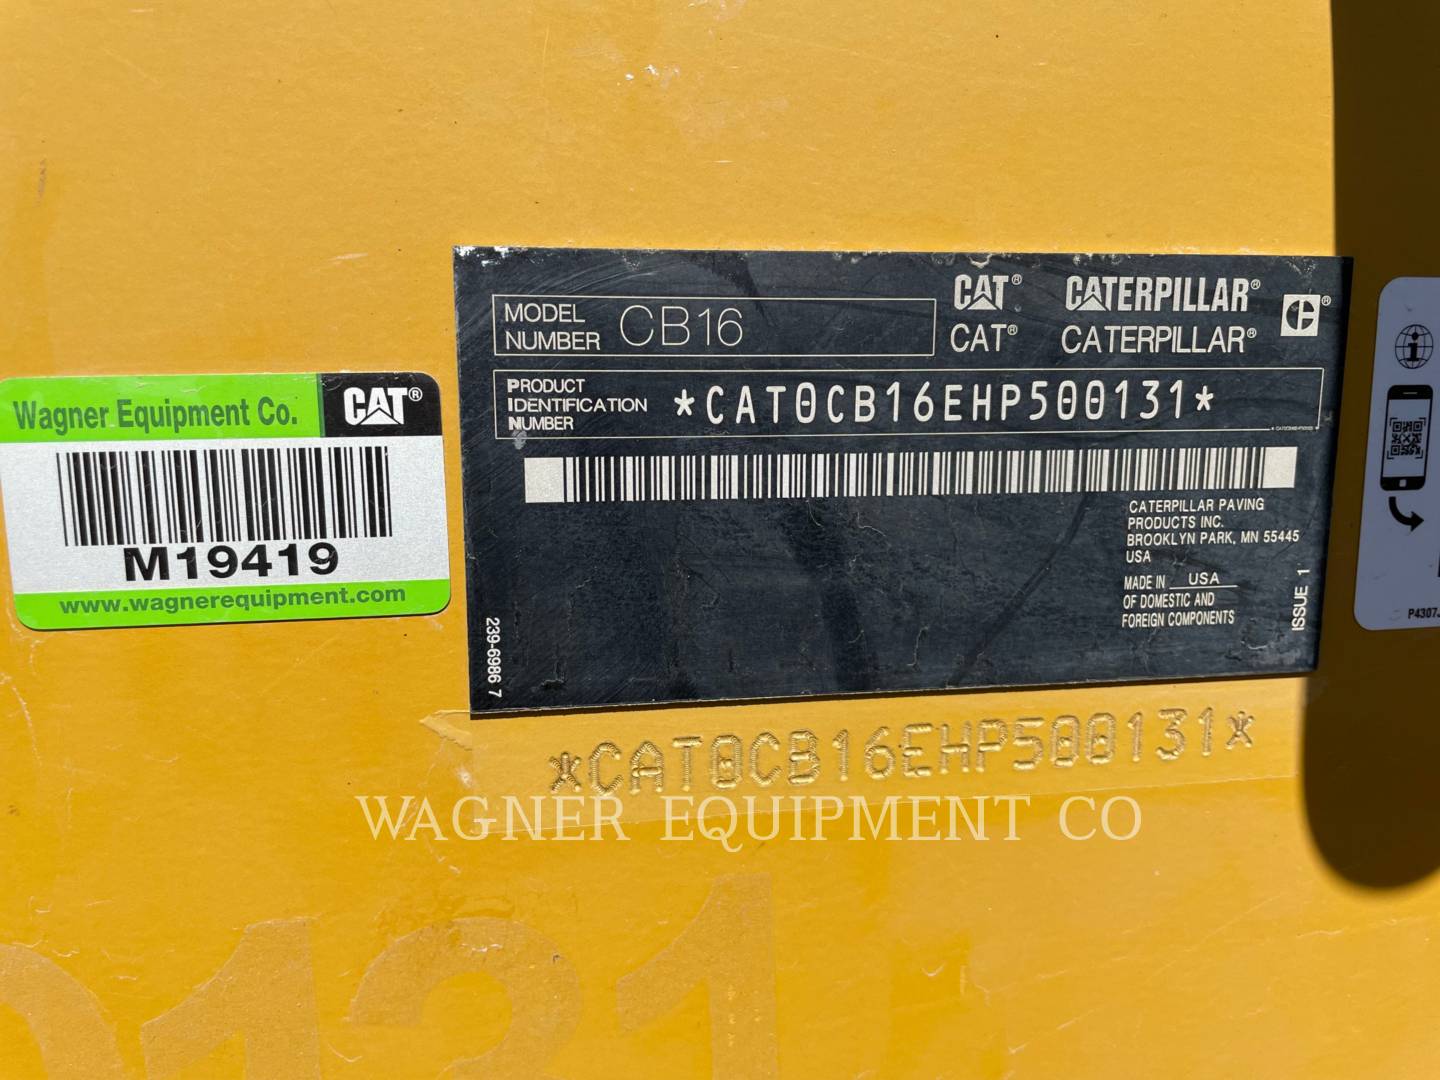 MODEL
NUMBER CB16
CAT® CATERPILLAR® ®
CAT® CATERPILLAR®
PRODUCT
IDENTIFICATION
NUMBER
*CAT0CB16EHP500131*
CATERPILLAR PAVING
PRODUCTS INC.
BROOKLYN PARK, MN 55445
USA
MADE IN USA
OF DOMESTIC AND
FOREIGN COMPONENTS
ISSUE 1
239-6986 7
Wagner Equipment Co. CAT®
M19419
www.wagnerequipment.com
*CAT0CB16EHP500131*
WAGNER EQUIPMENT CO
0131
i
P4307